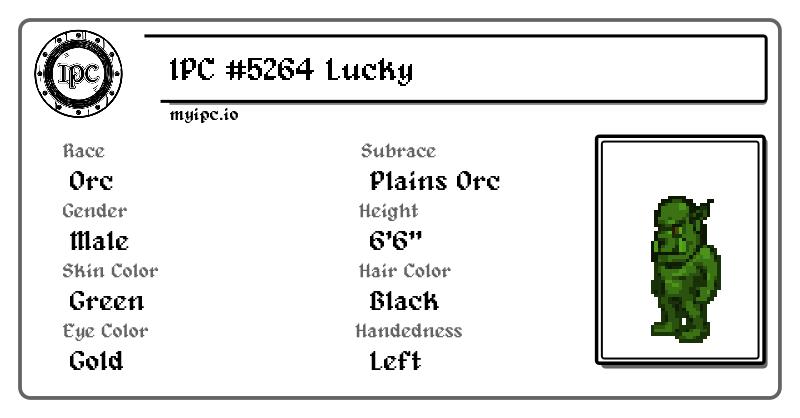 IPC
IPC #5264 Lucky
myipc.io
Race
Subrace
Orc
Plains Orc
Gender
Height
Male
6'6"
Skin Color
Hair Color
Green
Black
Eye Color
Handedness
Gold
Left